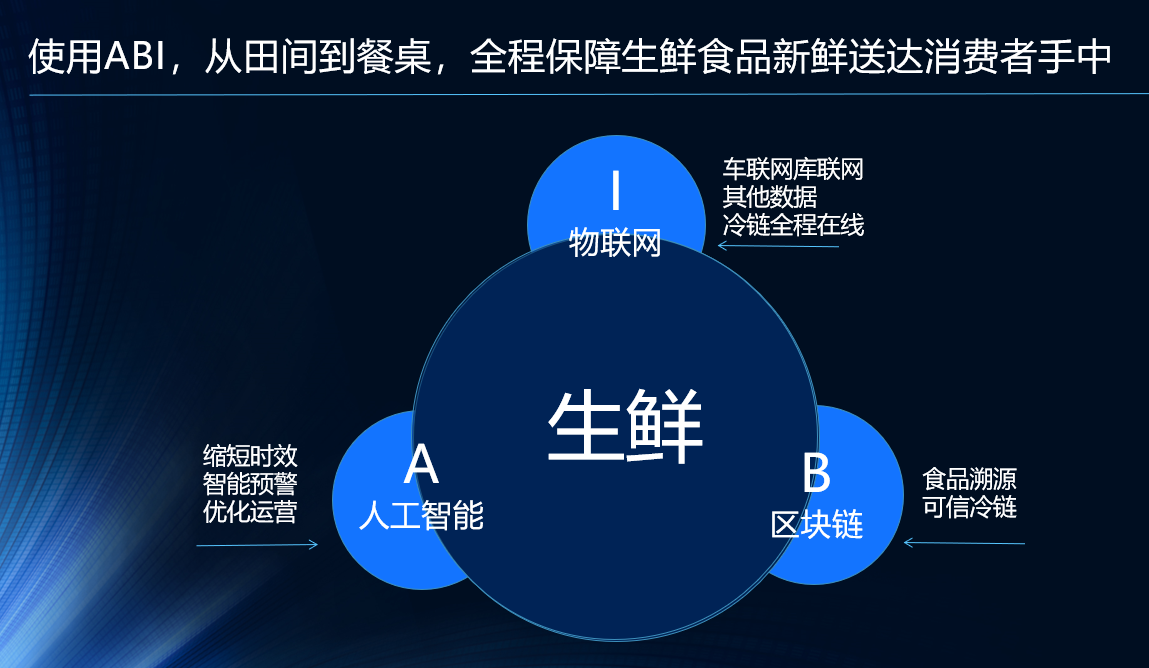 使用ABI，从田间到餐桌，全程保障生鲜食品新鲜送达消费者手中
I
物联网
车联网库联网
其他数据
冷链全程在线
生鲜
A
人工智能
缩短时效
智能预警
优化运营
B
区块链
食品溯源
可信冷链